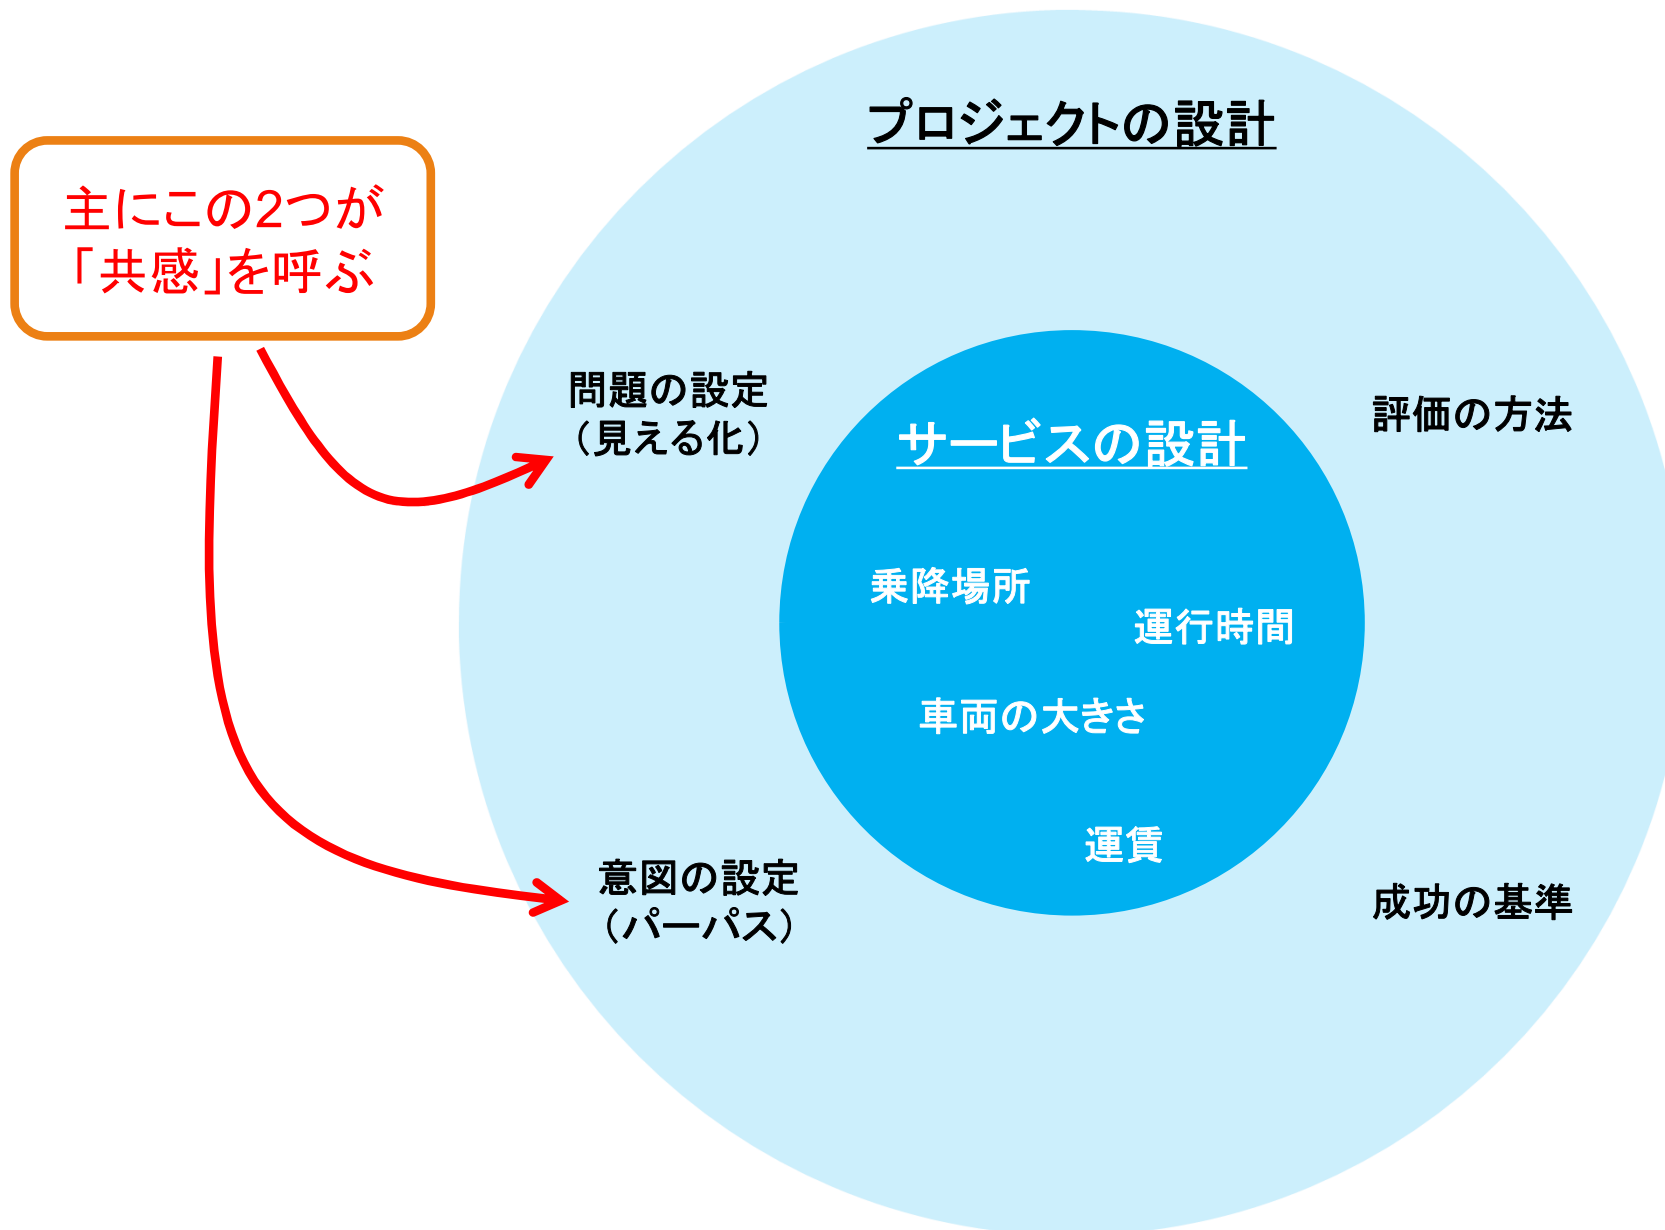 プロジェクトの設計
主にこの2つが
「共感」を呼ぶ
問題の設定
（見える化）
評価の方法
サービスの設計
乗降場所
運行時間
車両の大きさ
運賃
意図の設定
（パーパス）
成功の基準